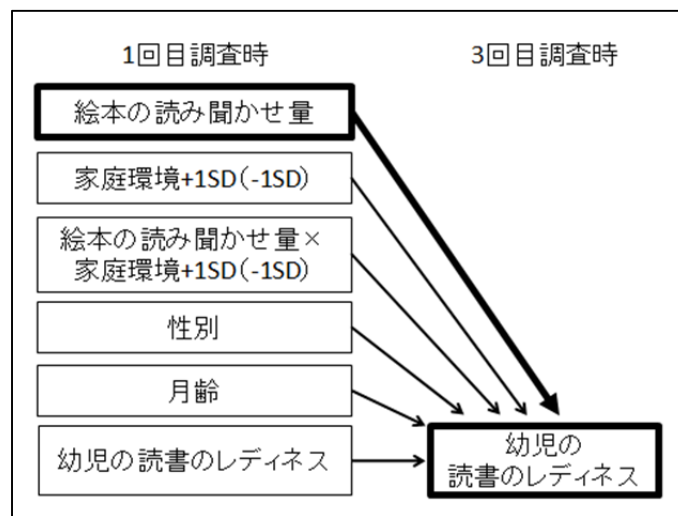 1回目調査時
3回目調査時
絵本の読み聞かせ量
家庭環境+1SD(-1SD)
絵本の読み聞かせ量×
家庭環境+1SD(-1SD)
性別
月齢
幼児の読書のレディネス
幼児の
読書のレディネス